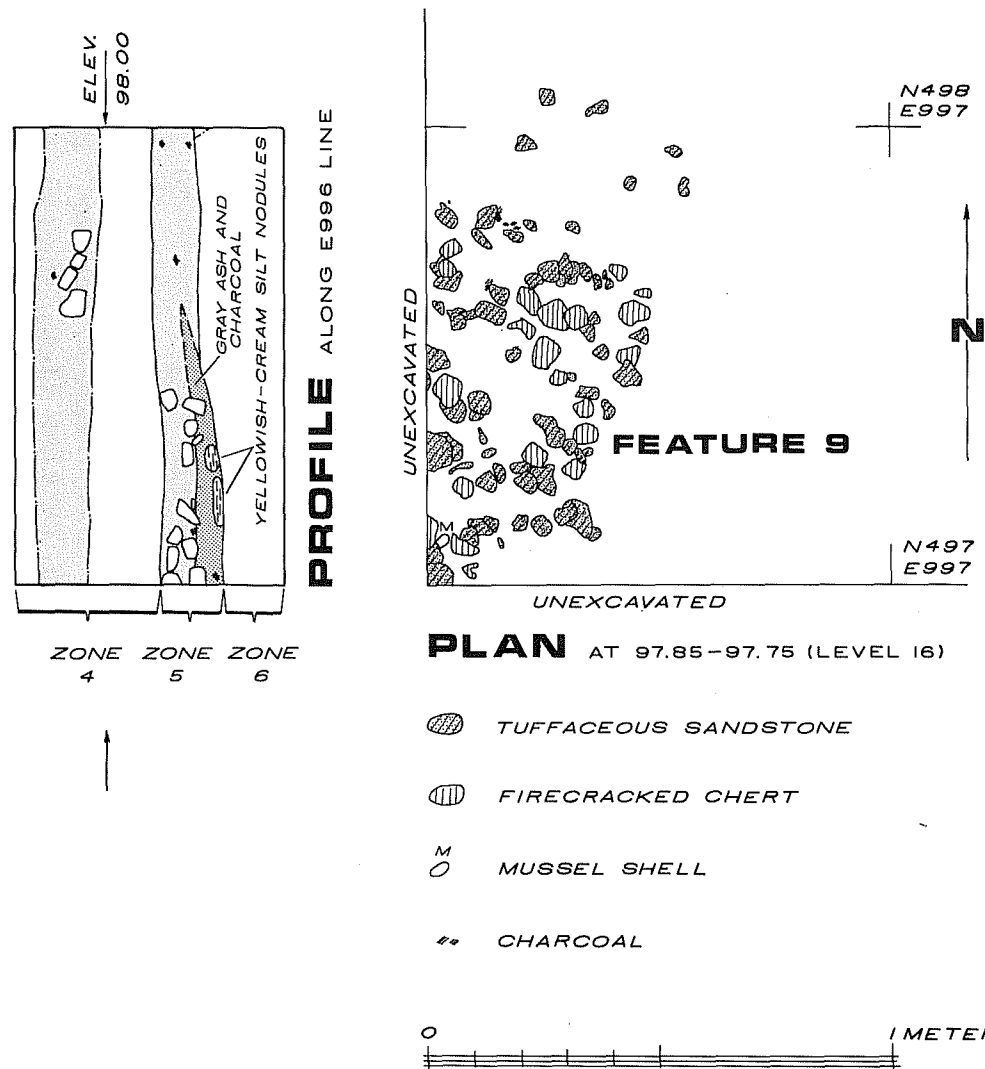 ELEV.
98.00
GRAY ASH AND
CHARCOAL
YELLOWISH-CREAM SILT NODULES
PROFILE ALONG E996 LINE
ZONE
4
ZONE
5
ZONE
6
N498
E997
UNEXCAVATED
N
FEATURE 9
M
N497
E997
UNEXCAVATED
PLAN AT 97.85-97.75 (LEVEL 16)
TUFFACEOUS SANDSTONE
FIRECRACKED CHERT
M
MUSSEL SHELL
CHARCOAL
0 1 METE